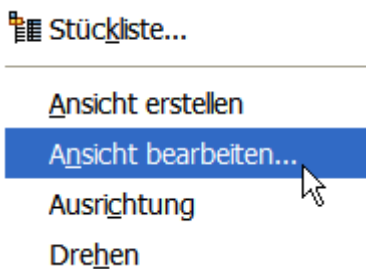 Stückliste...
Ansicht erstellen
Ansicht bearbeiten...
Ausrichtung
Drehen